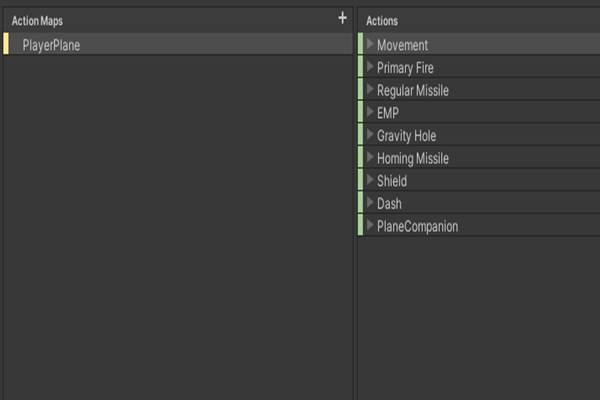 Action Maps
+
Actions
PlayerPlane
Movement
Primary Fire
Regular Missile
EMP
Gravity Hole
Homing Missile
Shield
Dash
PlaneCompanion